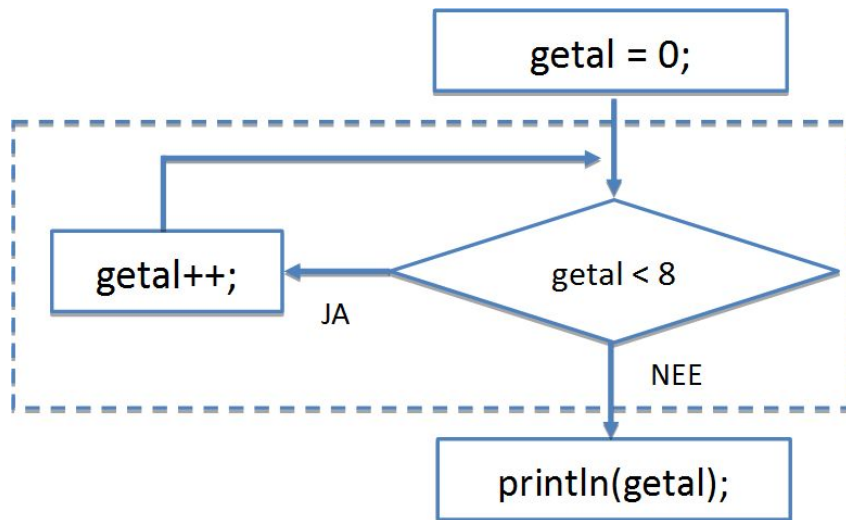 getal = 0;
getal++;
getal < 8
JA
NEE
println(getal);